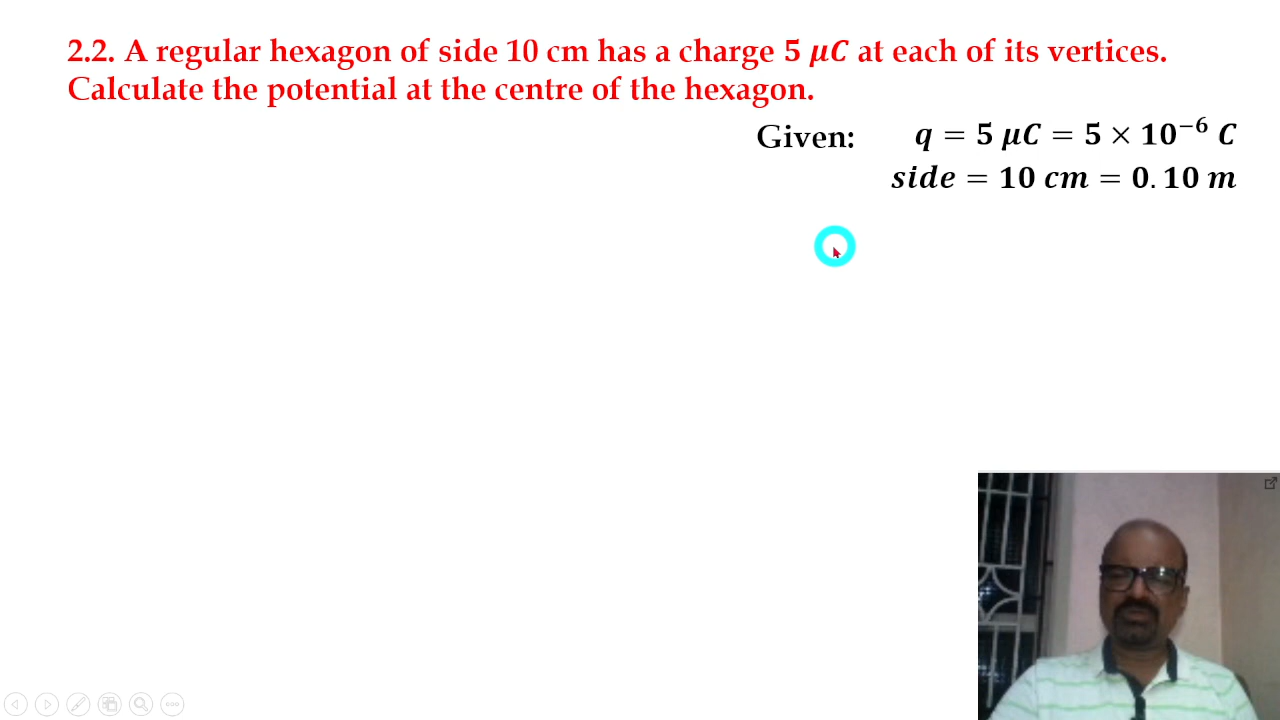 2.2. A regular hexagon of side 10 cm has a charge 5 μC at each of its vertices.
Calculate the potential at the centre of the hexagon.
Given: q = 5 μC = 5 × 10⁻⁶ C
side = 10 cm = 0.10 m